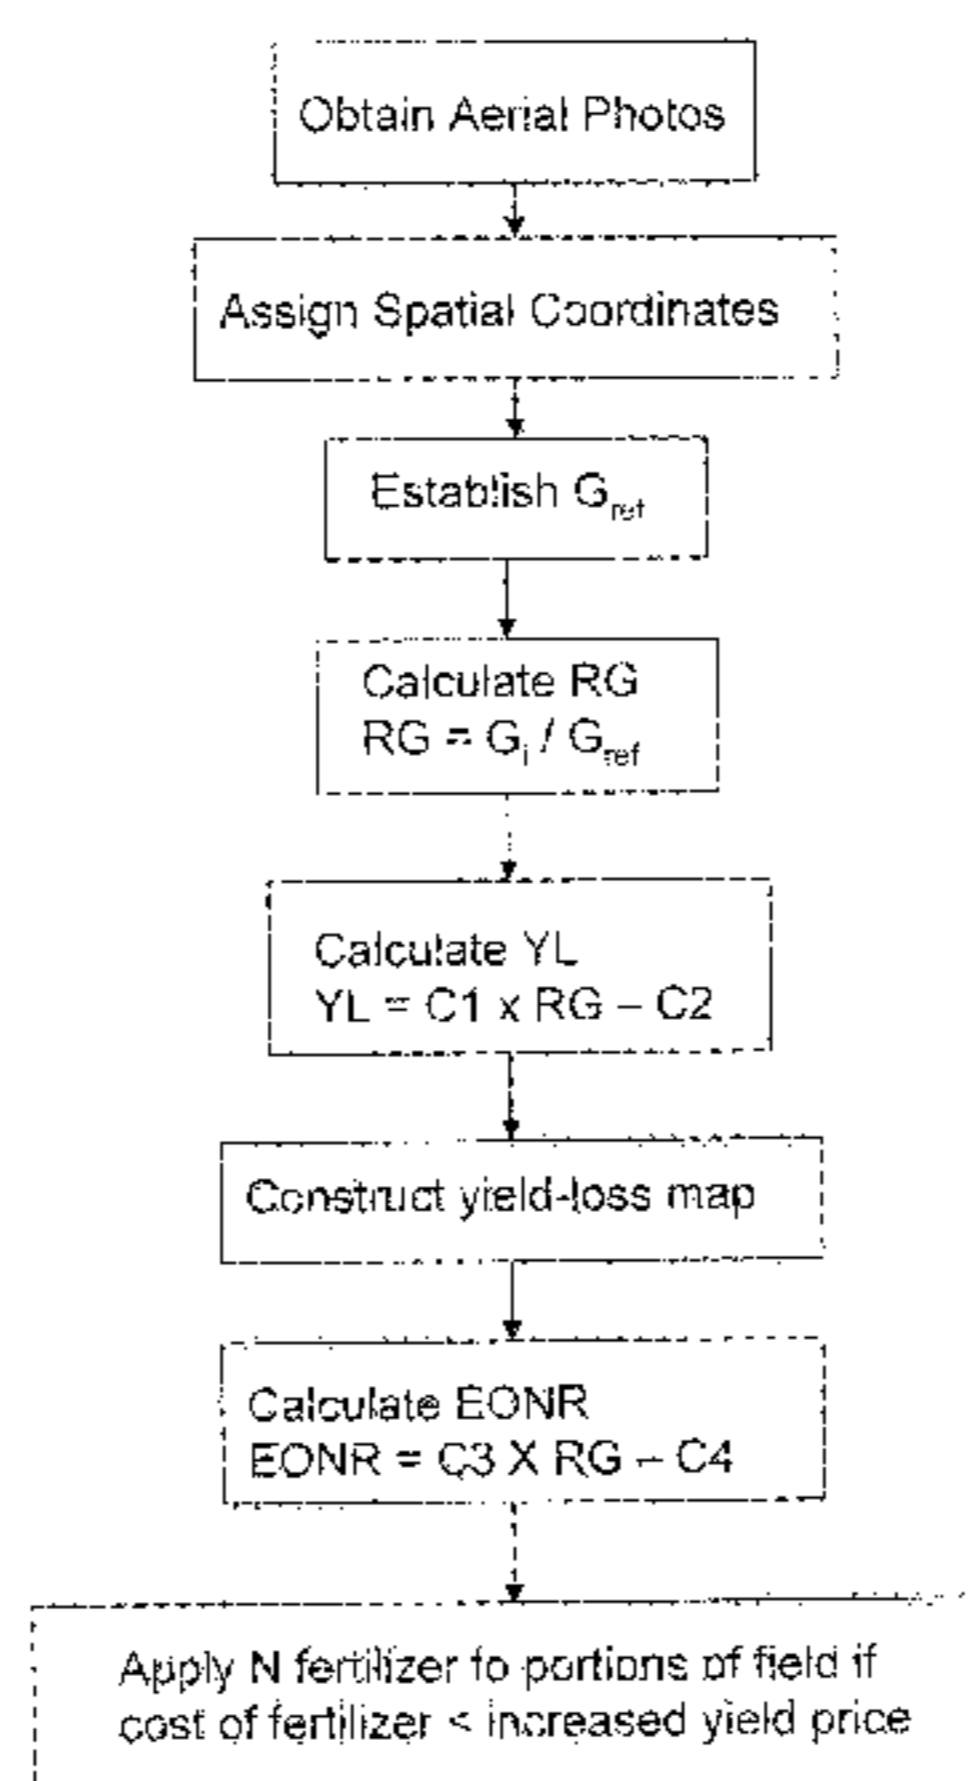 Obtain Aerial Photos
Assign Spatial Coordinates
Establish G_ref
Calculate RG
RG = G_i / G_ref
Calculate YL
YL = C1 x RG – C2
Construct yield-loss map
Calculate EONR
EONR = C3 X RG – C4
Apply N fertilizer to portions of field if
cost of fertilizer < increased yield price